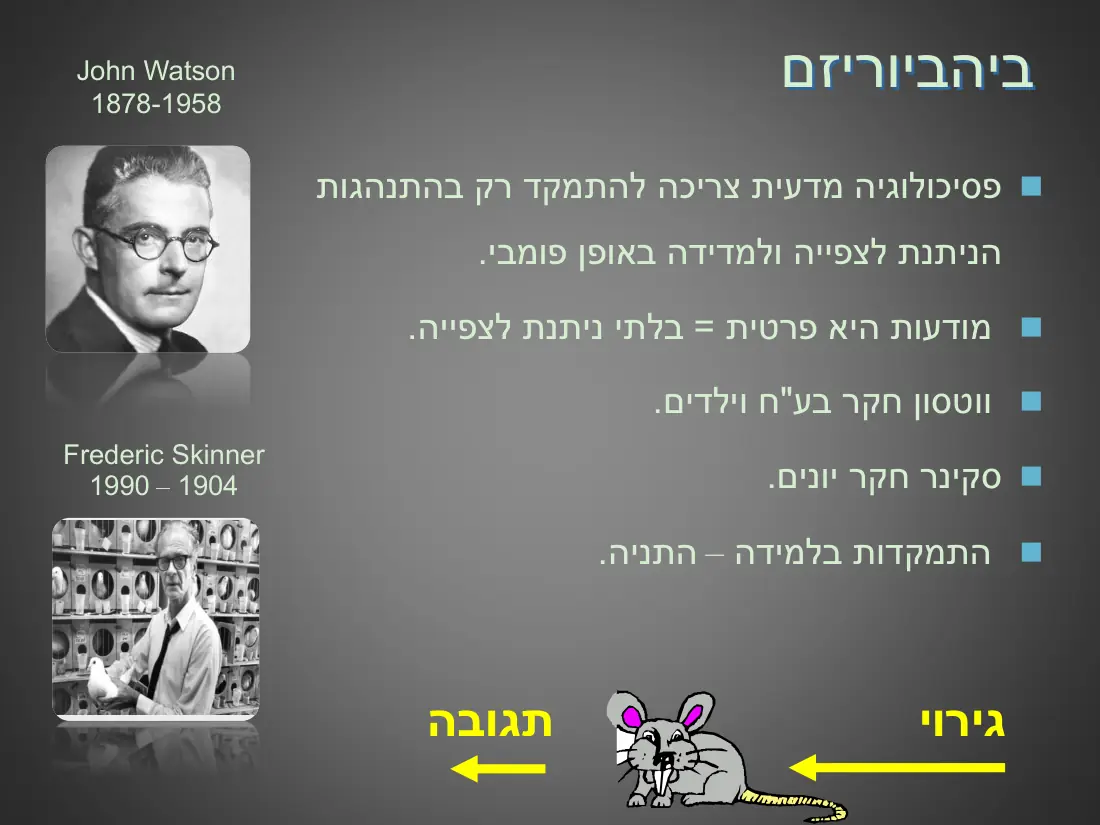 ביהביוריזם
פסיכולוגיה מדעית צריכה להתמקד רק בהתנהגות
הניתנת לצפייה ולמדידה באופן פומבי.
מודעות היא פרטית = בלתי ניתנת לצפייה.
ווטסון חקר בע"ח וילדים.
סקינר חקר יונים.
התמקדות בלמידה – התניה.
גירוי
תגובה
John Watson
1878-1958
Frederic Skinner
1990 – 1904